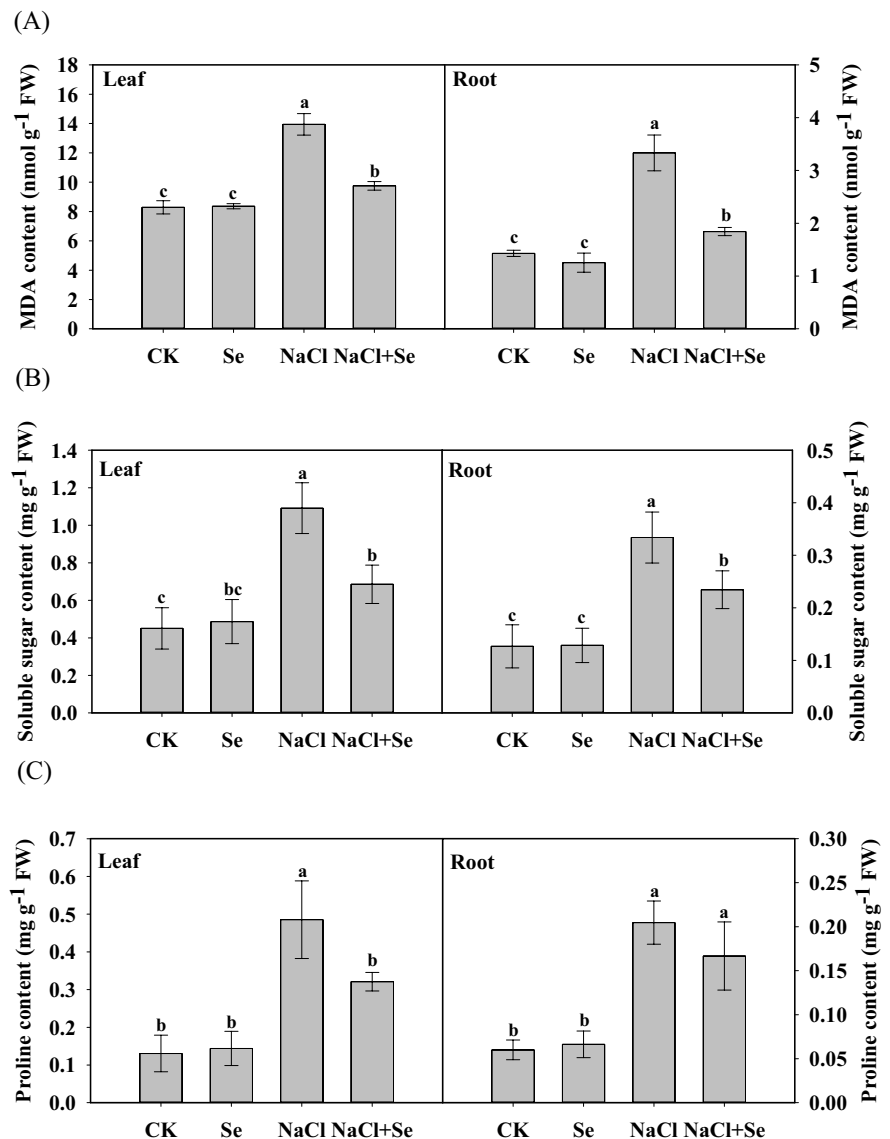 (A)
MDA content (nmol g-1 FW)
18
16
14
12
10
8
6
4
2
0
Leaf
c
c
a
b
Root
c
c
a
b
5
4
3
2
1
0
MDA content (nmol g-1 FW)
CK Se NaCl NaCl+Se CK Se NaCl NaCl+Se
(B)
Soluble sugar content (mg g-1 FW)
1.4
1.2
1.0
0.8
0.6
0.4
0.2
0.0
Leaf
c
bc
a
b
Root
c
c
a
b
0.5
0.4
0.3
0.2
0.1
0.0
Soluble sugar content (mg g-1 FW)
CK Se NaCl NaCl+Se CK Se NaCl NaCl+Se
(C)
Proline content (mg g-1 FW)
0.7
0.6
0.5
0.4
0.3
0.2
0.1
0.0
Leaf
b
b
a
b
Root
b
b
a
a
0.30
0.25
0.20
0.15
0.10
0.05
0.00
Proline content (mg g-1 FW)
CK Se NaCl NaCl+Se CK Se NaCl NaCl+Se